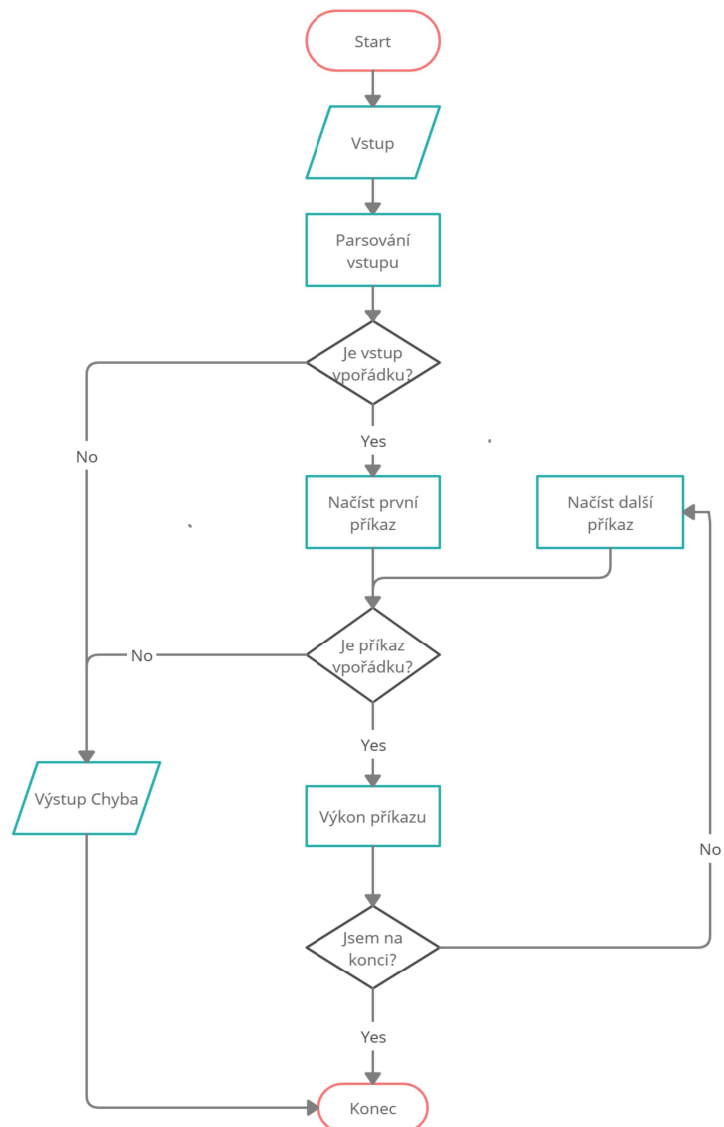 Start
Vstup
Parsování
vstupu
Je vstup
vpořádku?
No
Yes
Načíst první
příkaz
Načíst další
příkaz
Je příkaz
vpořádku?
No
Yes
Výstup Chyba
Výkon příkazu
No
Jsem na
konci?
Yes
Konec